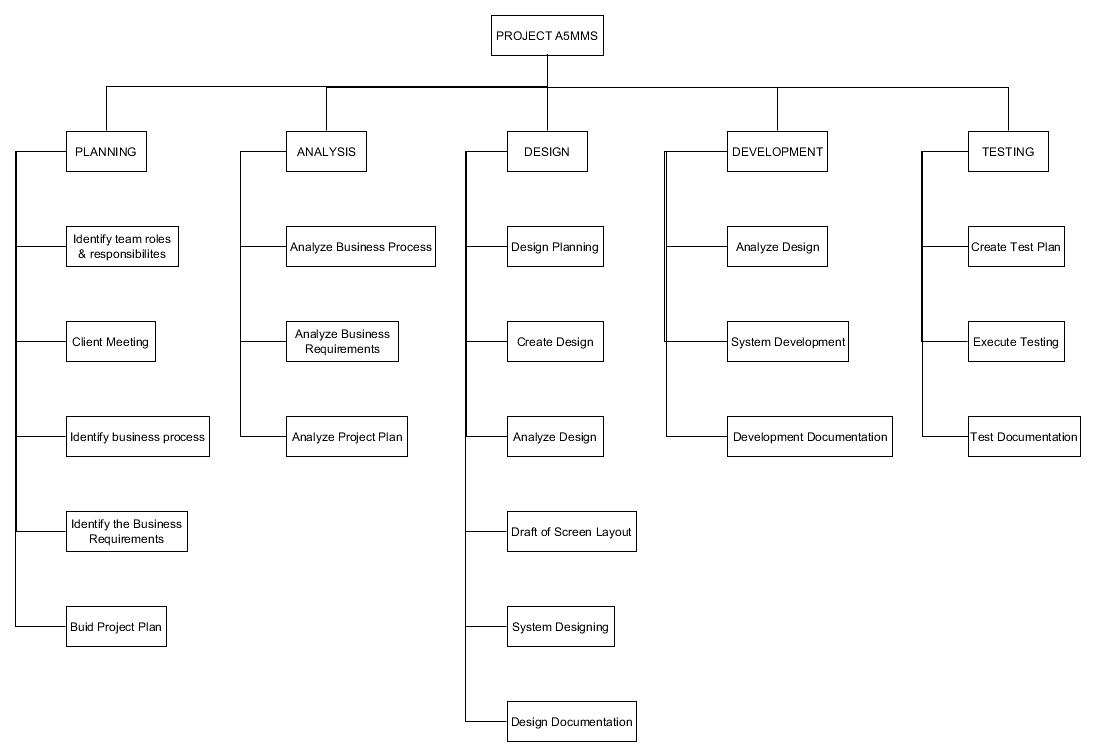 PROJECT A5MMS
PLANNING
Identify team roles
& responsibilites
Client Meeting
Identify business process
Identify the Business
Requirements
Buid Project Plan
ANALYSIS
Analyze Business Process
Analyze Business
Requirements
Analyze Project Plan
DESIGN
Design Planning
Create Design
Analyze Design
Draft of Screen Layout
System Designing
Design Documentation
DEVELOPMENT
Analyze Design
System Development
Development Documentation
TESTING
Create Test Plan
Execute Testing
Test Documentation